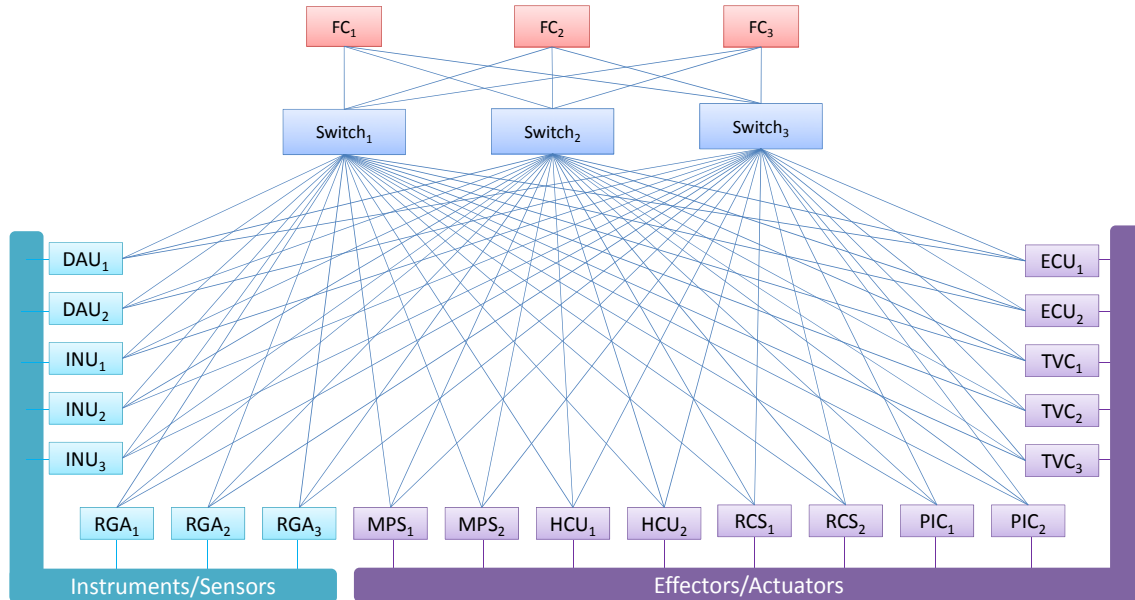 FC₁ FC₂ FC₃
Switch₁ Switch₂ Switch₃
DAU₁ ECU₁
DAU₂ ECU₂
INU₁ TVC₁
INU₂ TVC₂
INU₃ TVC₃
RGA₁ RGA₂ RGA₃ MPS₁ MPS₂ HCU₁ HCU₂ RCS₁ RCS₂ PIC₁ PIC₂
Instruments/Sensors Effectors/Actuators